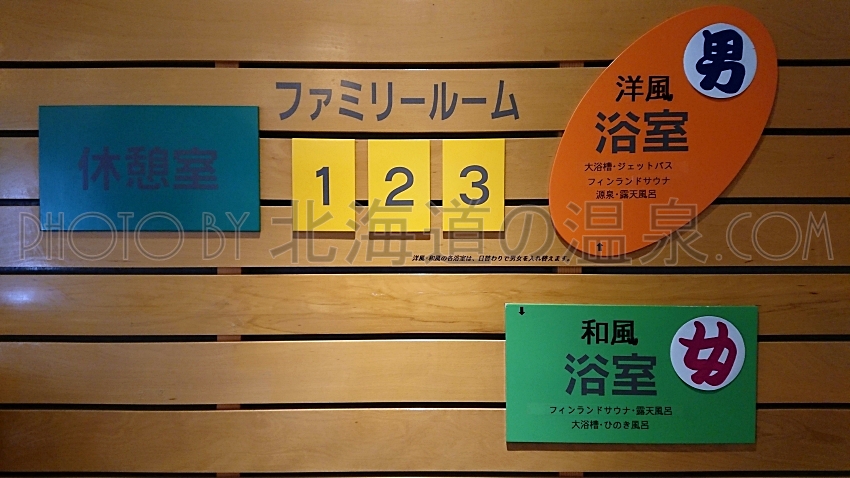 ファミリールーム
休憩室
1 2 3
男
洋風
浴室
大浴槽・ジェットバス
フィンランドサウナ
源泉・露天風呂
↑
PHOTO BY 北海道の温泉.COM
洋風・和風の各浴室は、日替わりで男女を入れ替えます。
↓
和風
浴室
女
フィンランドサウナ・露天風呂
大浴槽・ひのき風呂